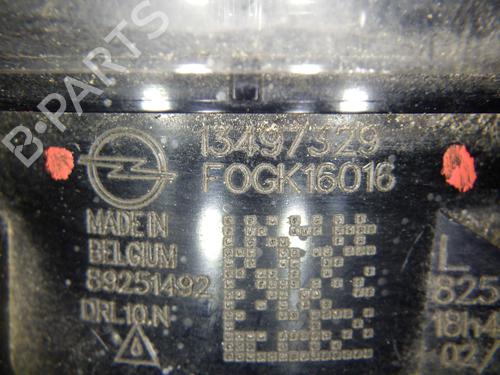 B-PARTS
13497329
FOGK16016
MADE IN
BELGIUM
89251492
DRL10.N
L
825
18h4
02/